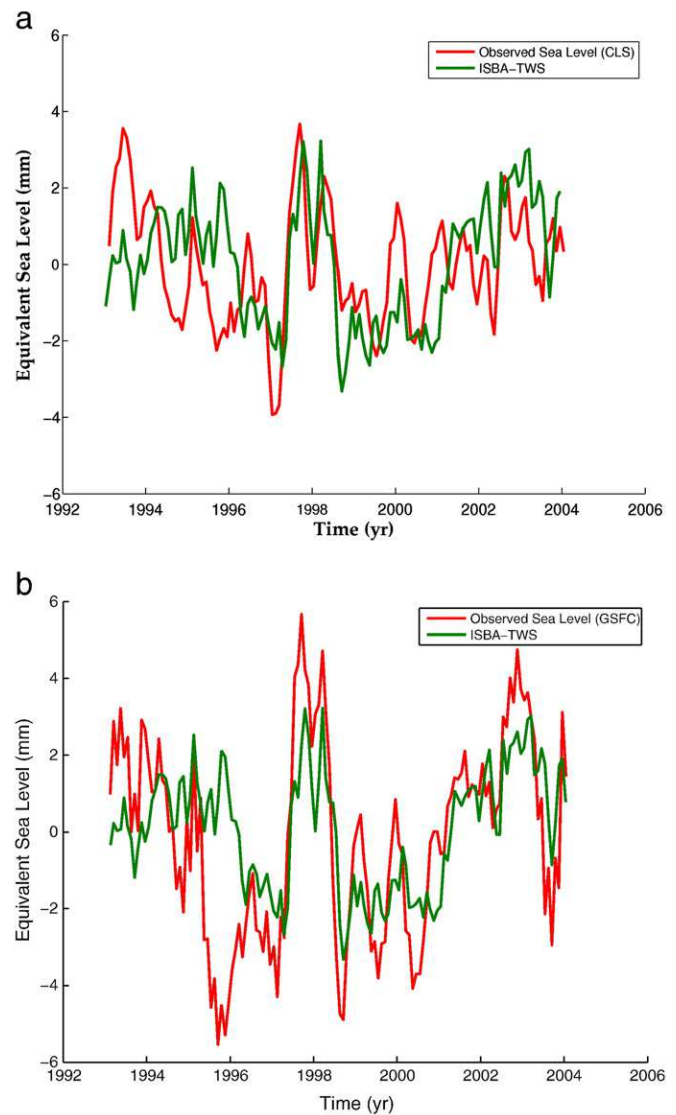 a
6
4
2
0
−2
−4
−6
Equivalent Sea Level (mm)
Observed Sea Level (CLS)
ISBA−TWS
1992 1994 1996 1998 2000 2002 2004 2006
Time (yr)
b
6
4
2
0
−2
−4
−6
Equivalent Sea Level (mm)
Observed Sea Level (GSFC)
ISBA−TWS
1992 1994 1996 1998 2000 2002 2004 2006
Time (yr)